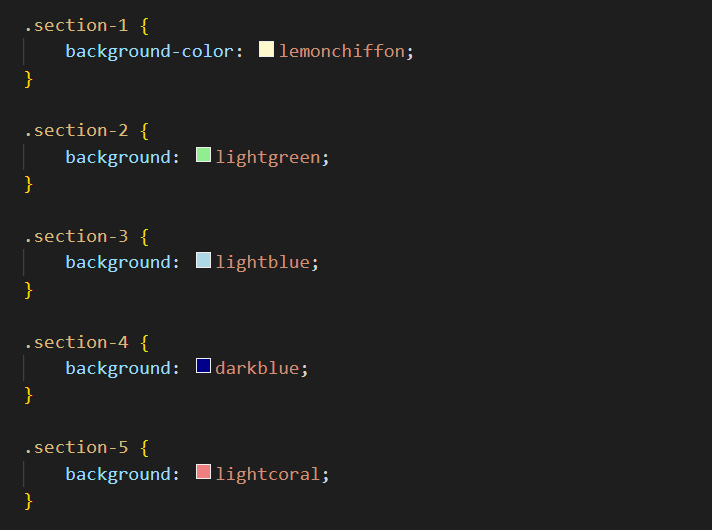 .section-1 {
    background-color: lemonchiffon;
}
.section-2 {
    background: lightgreen;
}
.section-3 {
    background: lightblue;
}
.section-4 {
    background: darkblue;
}
.section-5 {
    background: lightcoral;
}